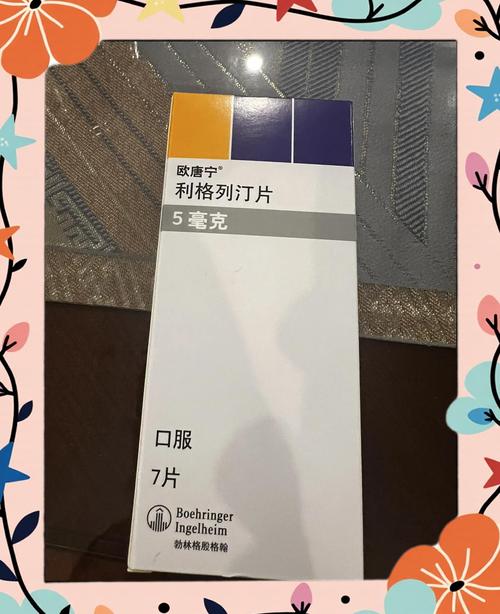 欧唐宁®
利格列汀片
5 毫克
口服
7片
Boehringer
Ingelheim
勃林格殷格翰